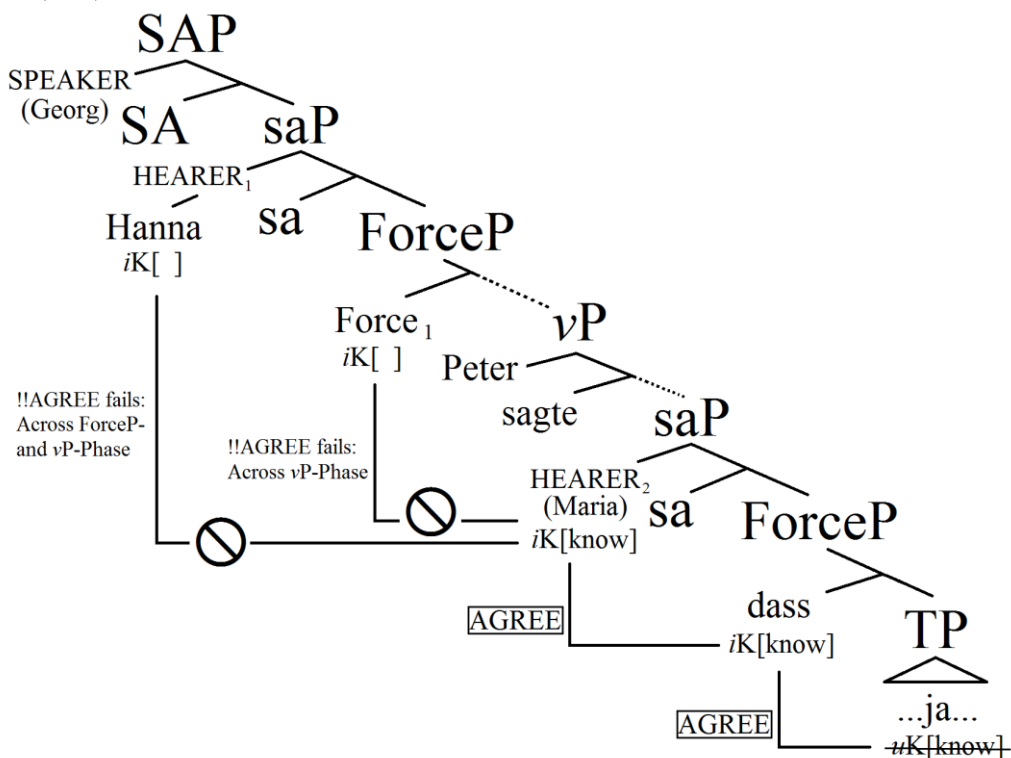 SAP
SPEAKER
(Georg)
SA
saP
HEARER₁
Hanna
iK[ ]
sa
ForceP
Force ₁
iK[ ]
vP
Peter
sagte
!!AGREE fails:
Across ForceP-
and vP-Phase
!!AGREE fails:
Across vP-Phase
saP
HEARER₂
(Maria)
iK[know]
sa
ForceP
AGREE
dass
iK[know]
TP
AGREE
...ja...
uK[know]